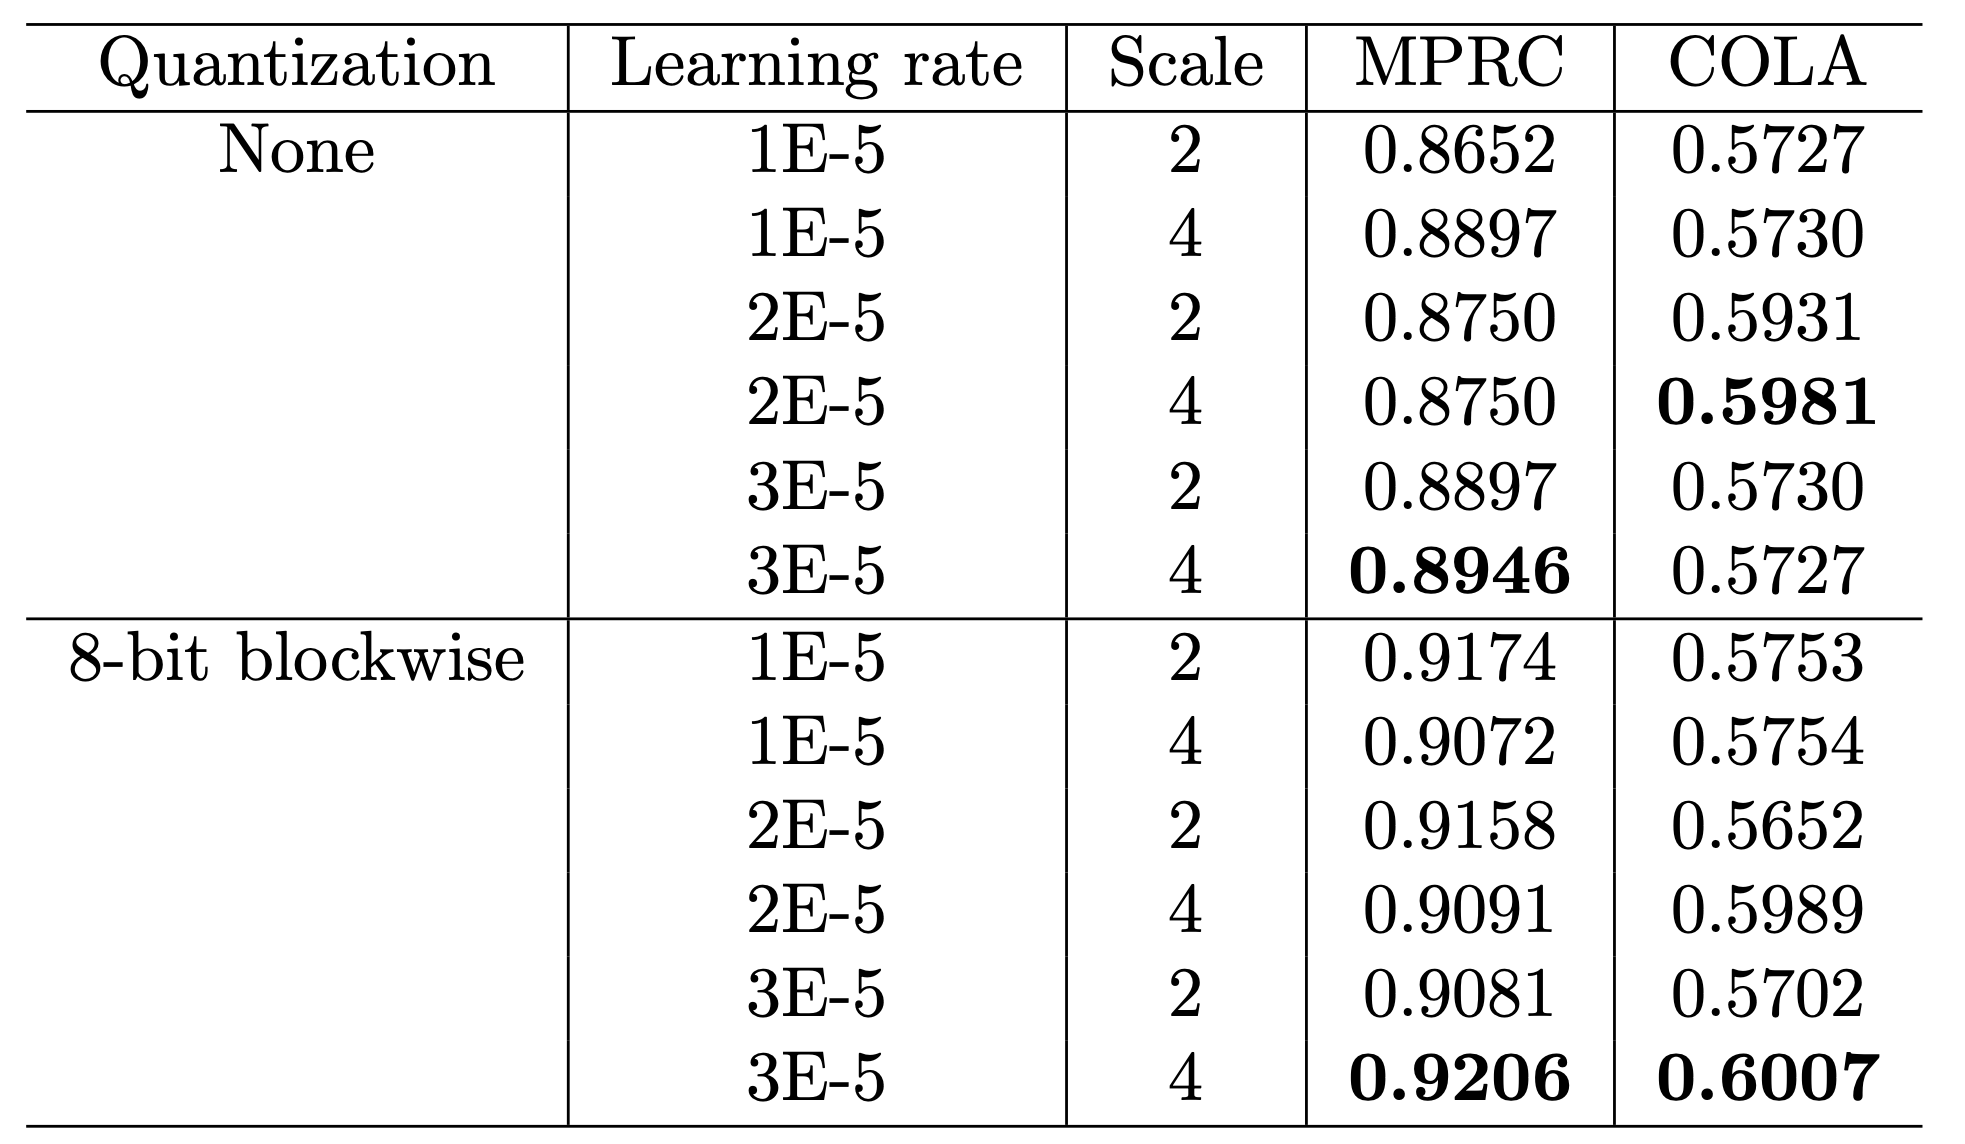 Quantization Learning rate Scale MPRC COLA
None 1E-5 2 0.8652 0.5727
1E-5 4 0.8897 0.5730
2E-5 2 0.8750 0.5931
2E-5 4 0.8750 0.5981
3E-5 2 0.8897 0.5730
3E-5 4 0.8946 0.5727
8-bit blockwise 1E-5 2 0.9174 0.5753
1E-5 4 0.9072 0.5754
2E-5 2 0.9158 0.5652
2E-5 4 0.9091 0.5989
3E-5 2 0.9081 0.5702
3E-5 4 0.9206 0.6007